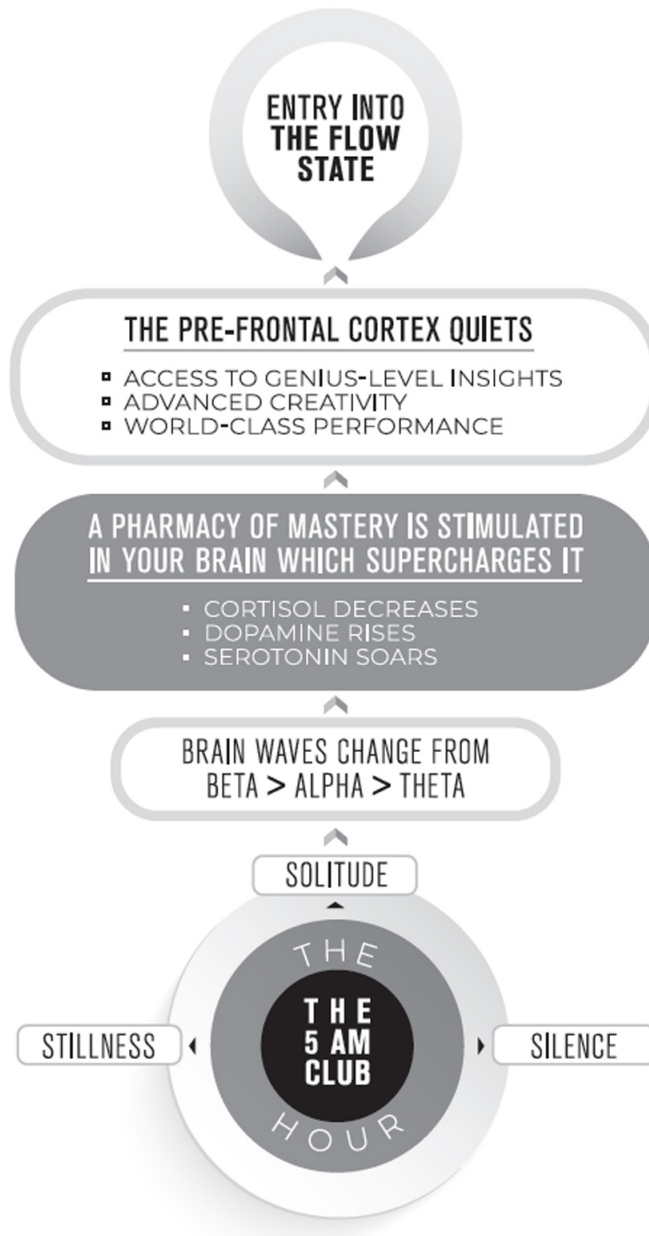 ENTRY INTO
THE FLOW
STATE
THE PRE-FRONTAL CORTEX QUIETS
ACCESS TO GENIUS-LEVEL INSIGHTS
ADVANCED CREATIVITY
WORLD-CLASS PERFORMANCE
A PHARMACY OF MASTERY IS STIMULATED
IN YOUR BRAIN WHICH SUPERCHARGES IT
CORTISOL DECREASES
DOPAMINE RISES
SEROTONIN SOARS
BRAIN WAVES CHANGE FROM
BETA > ALPHA > THETA
SOLITUDE
THE
STILLNESS
THE
5 AM
CLUB
SILENCE
HOUR